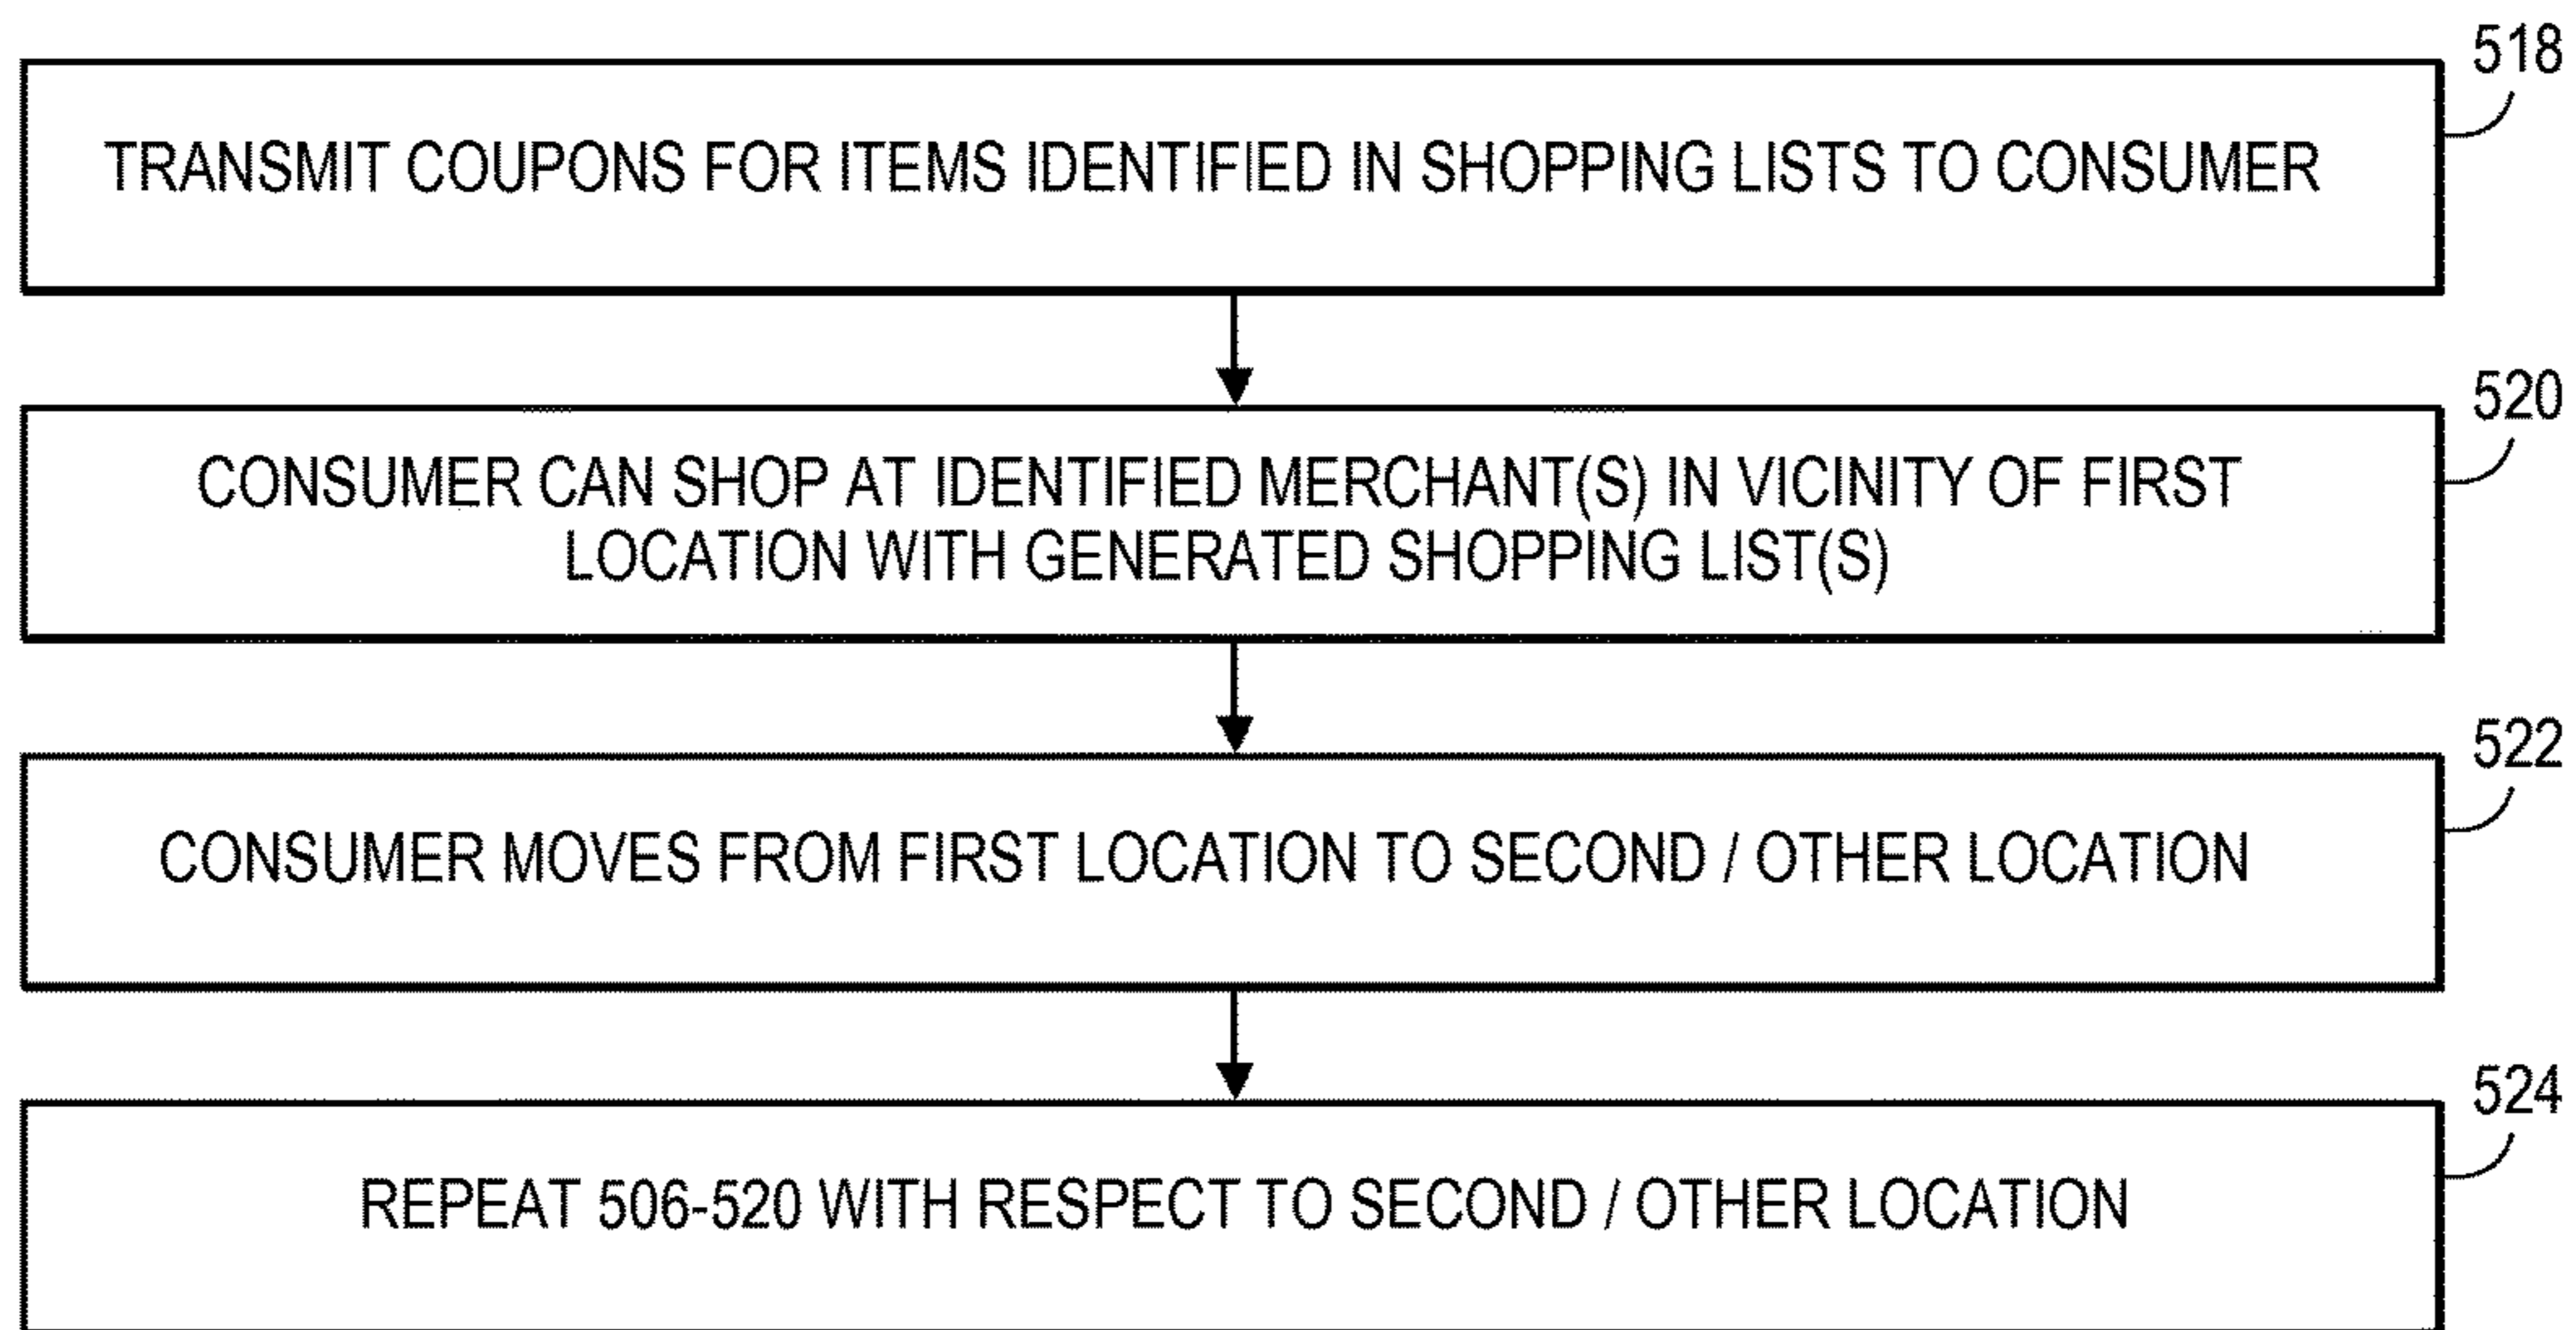 518
TRANSMIT COUPONS FOR ITEMS IDENTIFIED IN SHOPPING LISTS TO CONSUMER
520
CONSUMER CAN SHOP AT IDENTIFIED MERCHANT(S) IN VICINITY OF FIRST
LOCATION WITH GENERATED SHOPPING LIST(S)
522
CONSUMER MOVES FROM FIRST LOCATION TO SECOND / OTHER LOCATION
524
REPEAT 506-520 WITH RESPECT TO SECOND / OTHER LOCATION